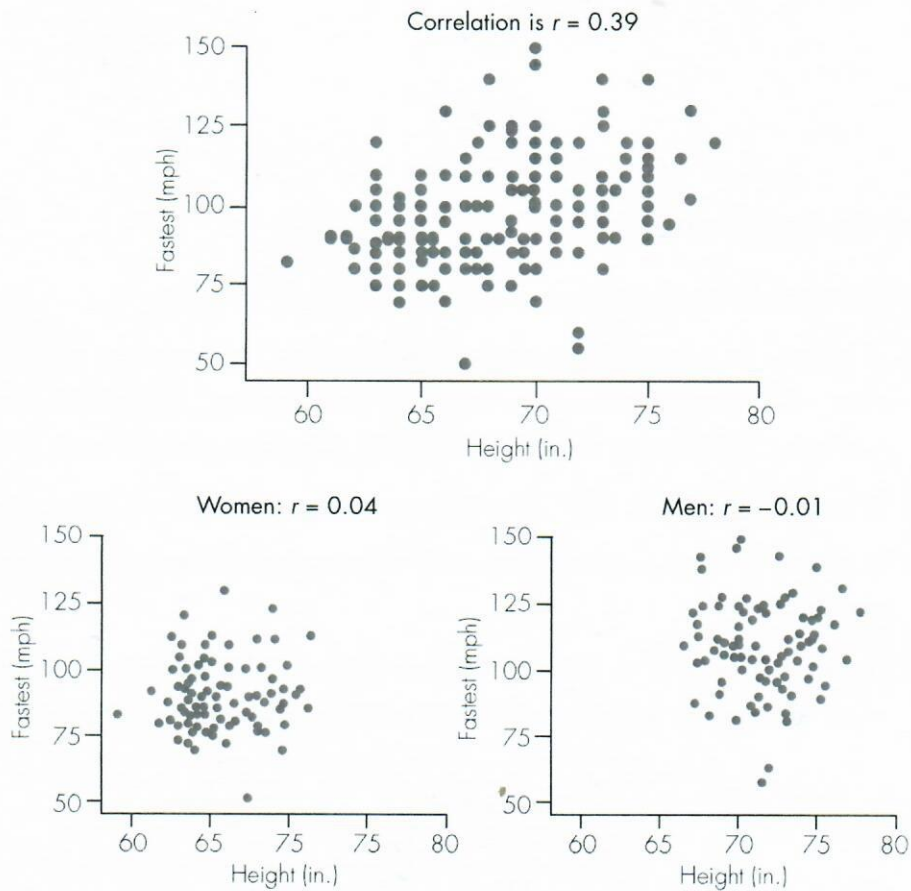 Correlation is r = 0.39
150
125
100
75
50
Fastest (mph)
60 65 70 75 80
Height (in.)
Women: r = 0.04
150
125
100
75
50
Fastest (mph)
60 65 75 80
Height (in.)
Men: r = −0.01
150
125
100
75
50
Fastest (mph)
60 65 70 75 80
Height (in.)